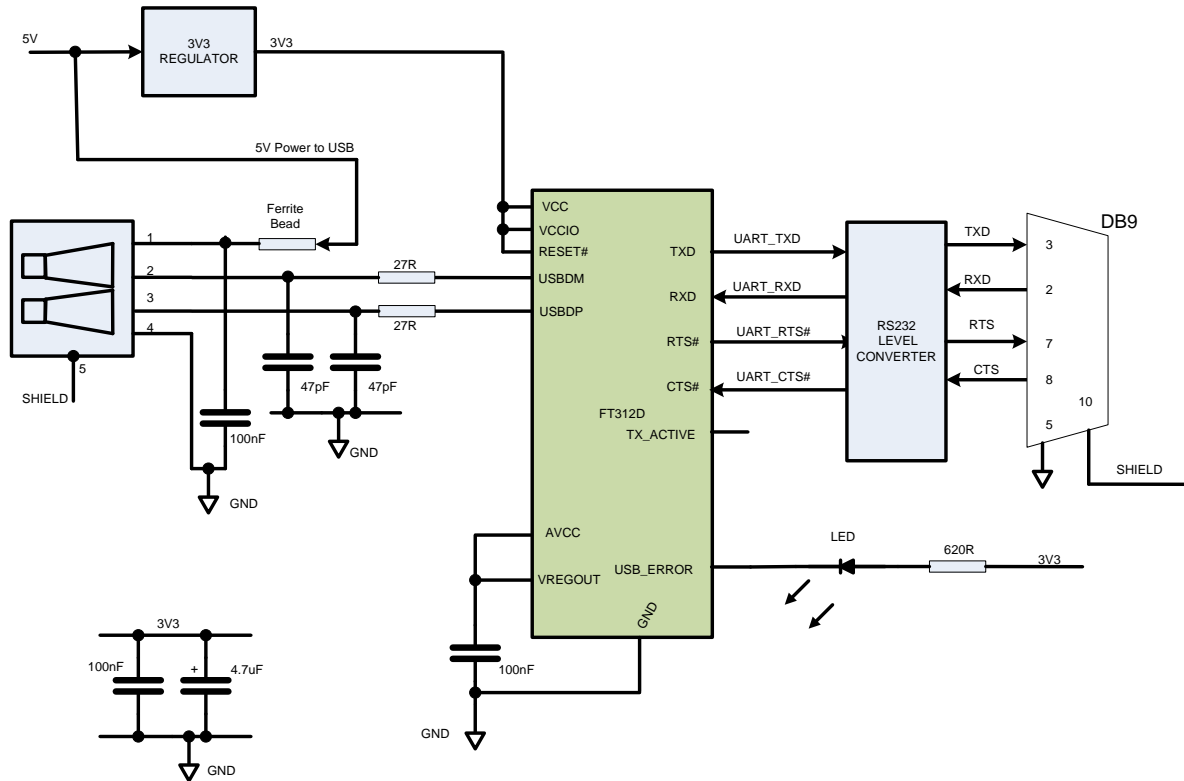 5V
3V3
REGULATOR
3V3
5V Power to USB
Ferrite
Bead
1
2
3
4
5
SHIELD
27R
27R
47pF
47pF
100nF
GND
GND
VCC
VCCIO
RESET#
USBDM
USBDP
AVCC
VREGOUT
FT312D
TXD
RXD
RTS#
CTS#
TX_ACTIVE
USB_ERROR
GND
UART_TXD
UART_RXD
UART_RTS#
UART_CTS#
RS232
LEVEL
CONVERTER
TXD
RXD
RTS
CTS
DB9
3
2
7
8
10
5
SHIELD
LED
620R
3V3
100nF
GND
3V3
100nF
+
4.7uF
GND